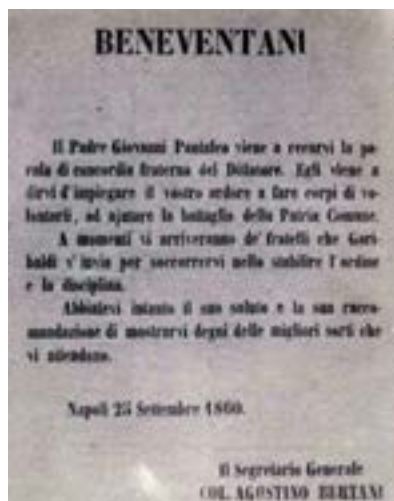 BENEVENTANI
Il Padre Giovanni Pantaleo viene a recarvi la pa-
rola di concordia fraterna del Dittatore. Egli viene a
dirvi d'impiegare il vostro ardore a fare corpi di vo-
lontarii, ad ajutare la battaglia della Patria Comune.
A momenti vi arriveranno de' fratelli che Gari-
baldi v'invia per soccorrervi nello stabilire l'ordine
e la disciplina.
Abbiatevi intanto il suo saluto e la sua racco-
mandazione di mostrarvi degni delle migliori sorti che
vi attendono.
Napoli 25 Settembre 1860.
Il Segretario Generale
COL. AGOSTINO BERTANI